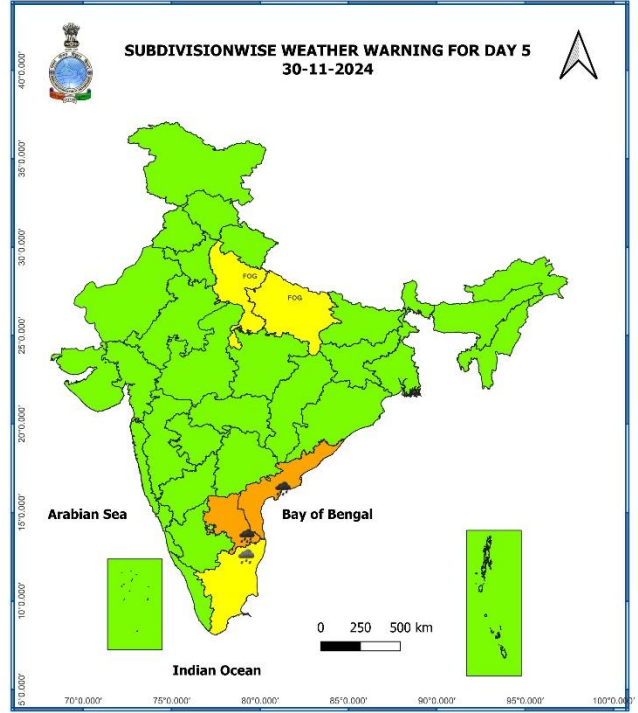 SUBDIVISIONWISE WEATHER WARNING FOR DAY 5
30-11-2024
40°0.000'
35°0.000'
30°0.000'
25°0.000'
20°0.000'
15°0.000'
10°0.000'
5°0.000'
FOG
FOG
Arabian Sea
Bay of Bengal
0 250 500 km
Indian Ocean
70°0.000' 75°0.000' 80°0.000' 85°0.000' 90°0.000' 95°0.000' 100°0.000'